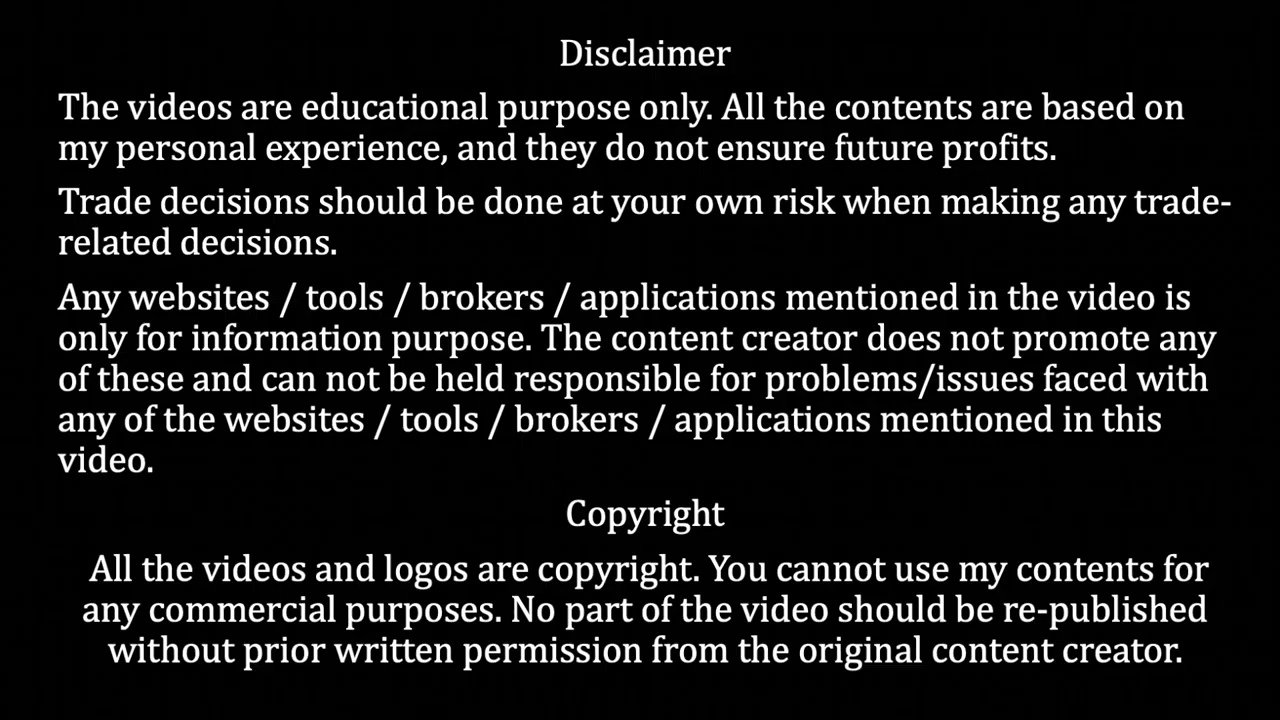 Disclaimer
The videos are educational purpose only. All the contents are based on
my personal experience, and they do not ensure future profits.
Trade decisions should be done at your own risk when making any trade-
related decisions.
Any websites / tools / brokers / applications mentioned in the video is
only for information purpose. The content creator does not promote any
of these and can not be held responsible for problems/issues faced with
any of the websites / tools / brokers / applications mentioned in this
video.
Copyright
All the videos and logos are copyright. You cannot use my contents for
any commercial purposes. No part of the video should be re-published
without prior written permission from the original content creator.